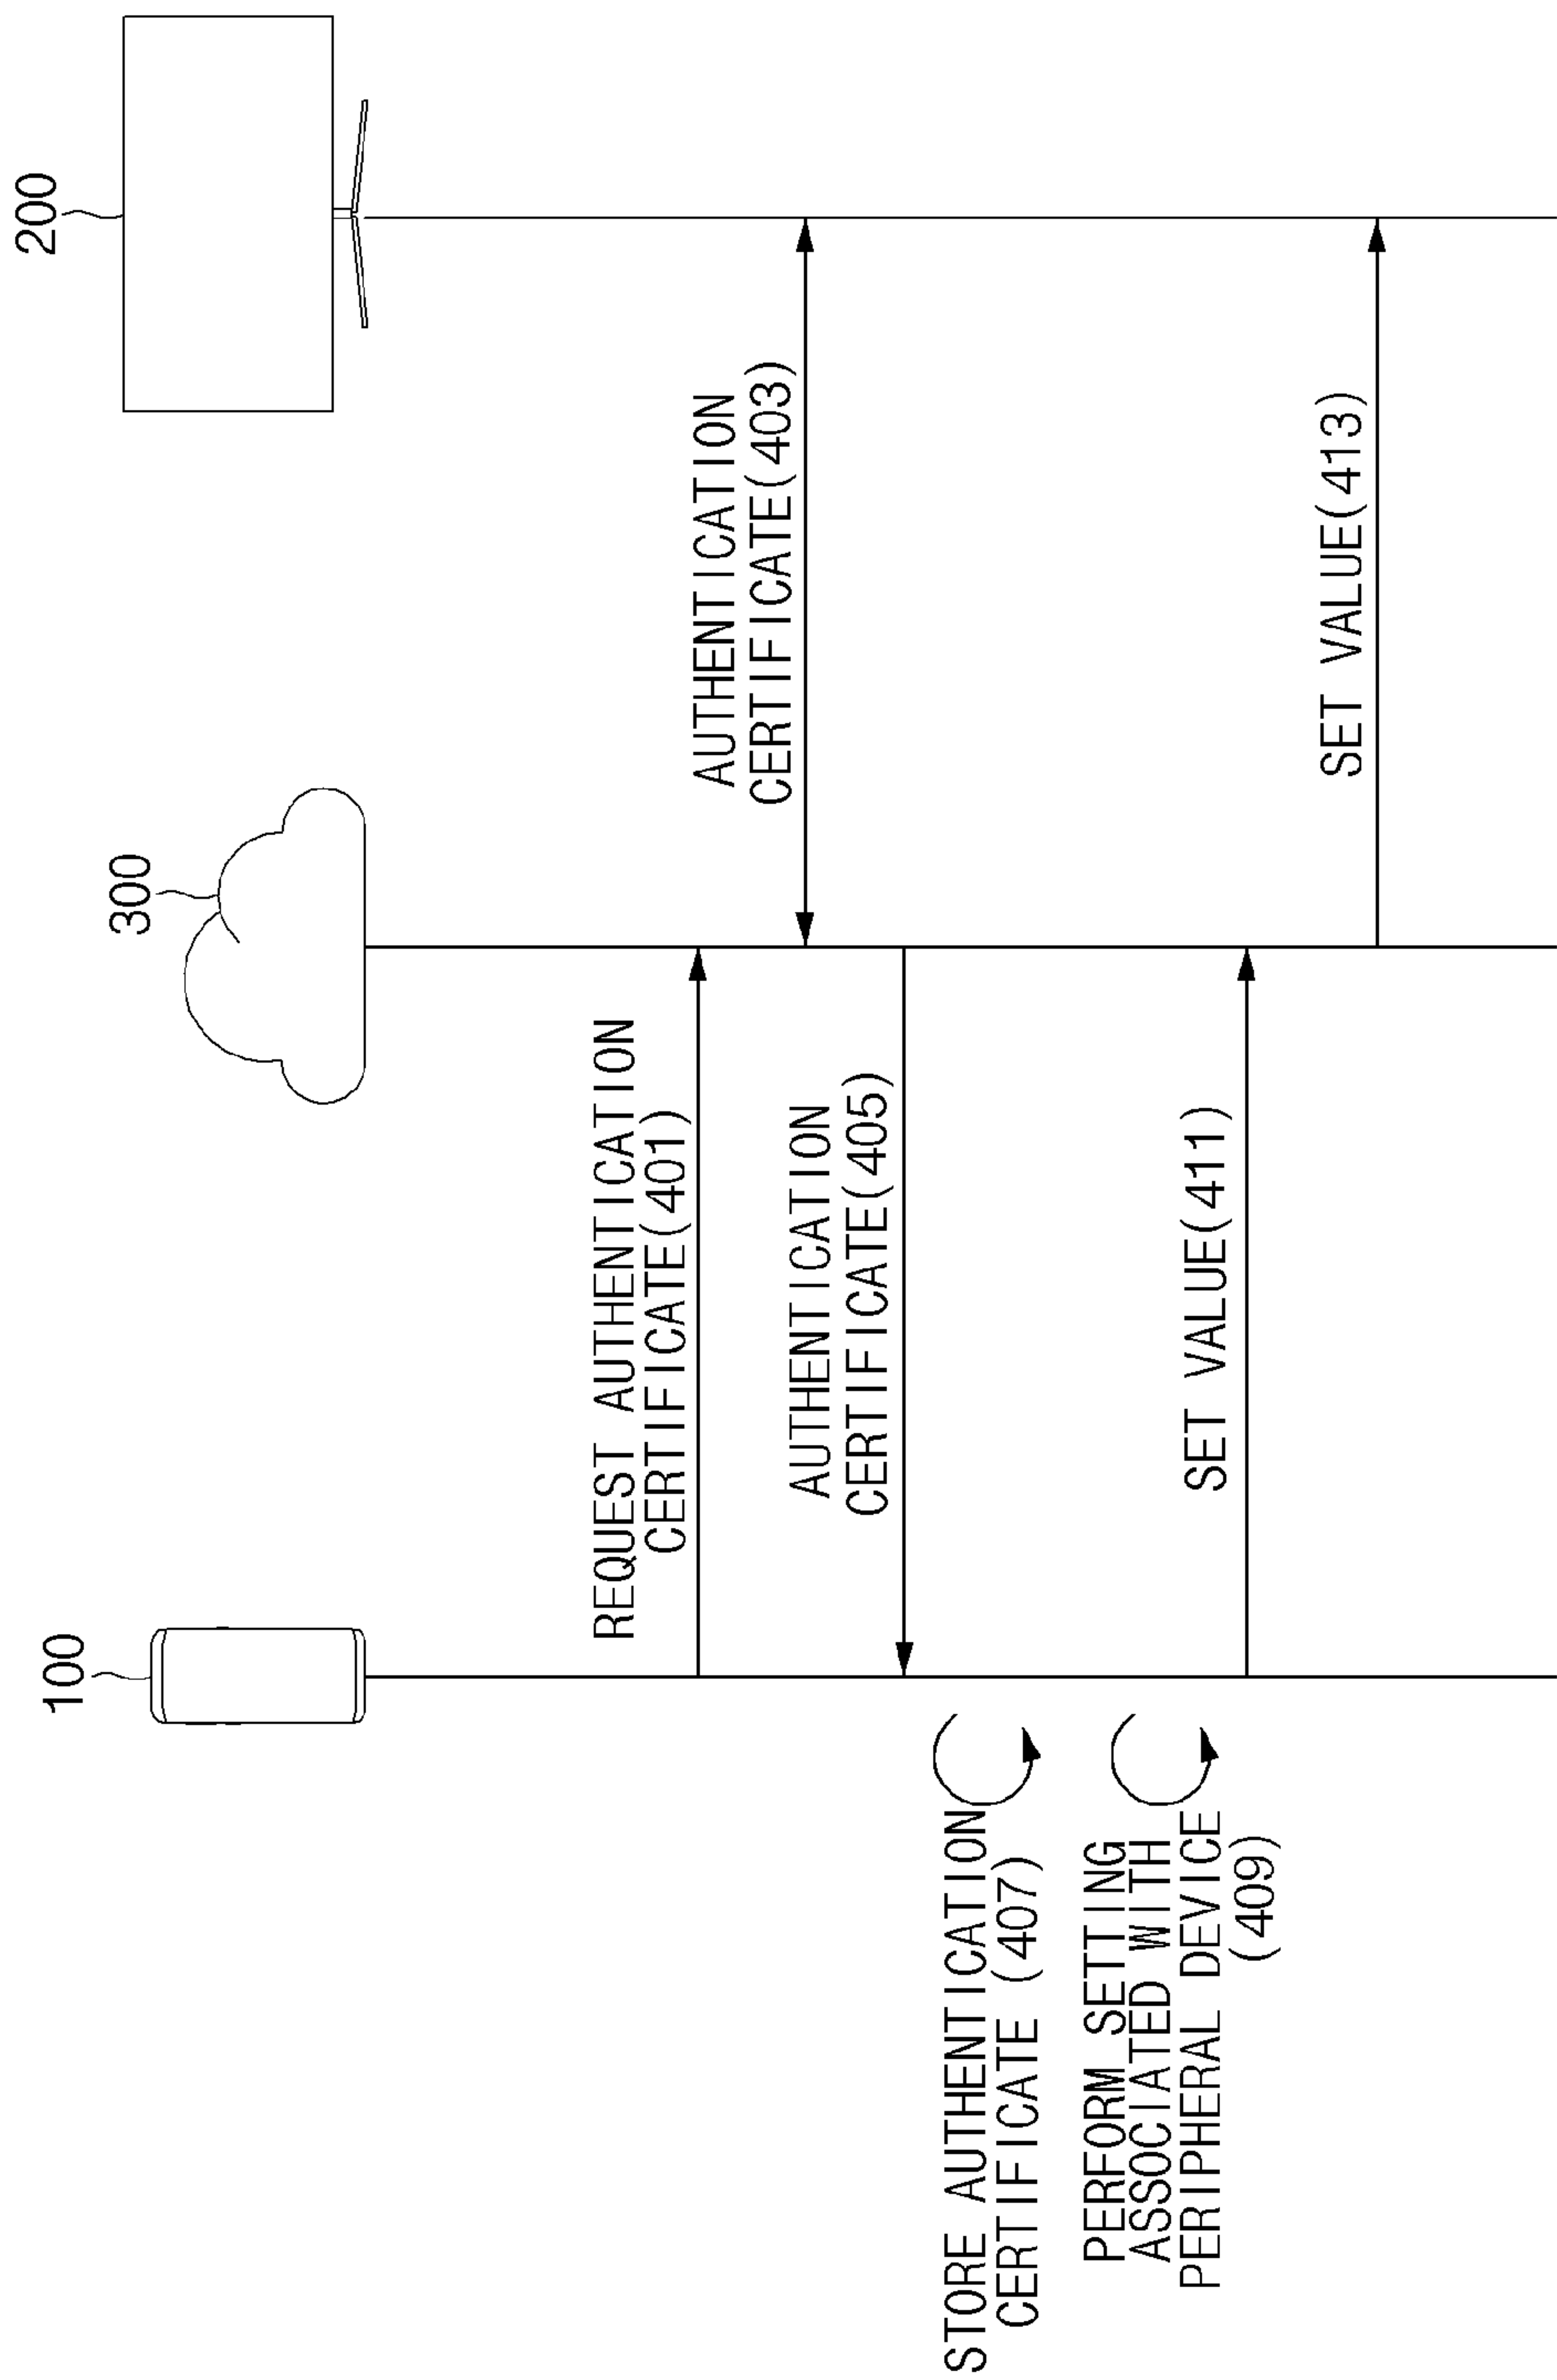 100
300
200
REQUEST AUTHENTICATION
CERTIFICATE(401)
AUTHENTICATION
CERTIFICATE(403)
AUTHENTICATION
CERTIFICATE(405)
STORE AUTHENTICATION
CERTIFICATE (407)
PERFORM SETTING
ASSOCIATED WITH
PERIPHERAL DEVICE
(409)
SET VALUE(411)
SET VALUE(413)